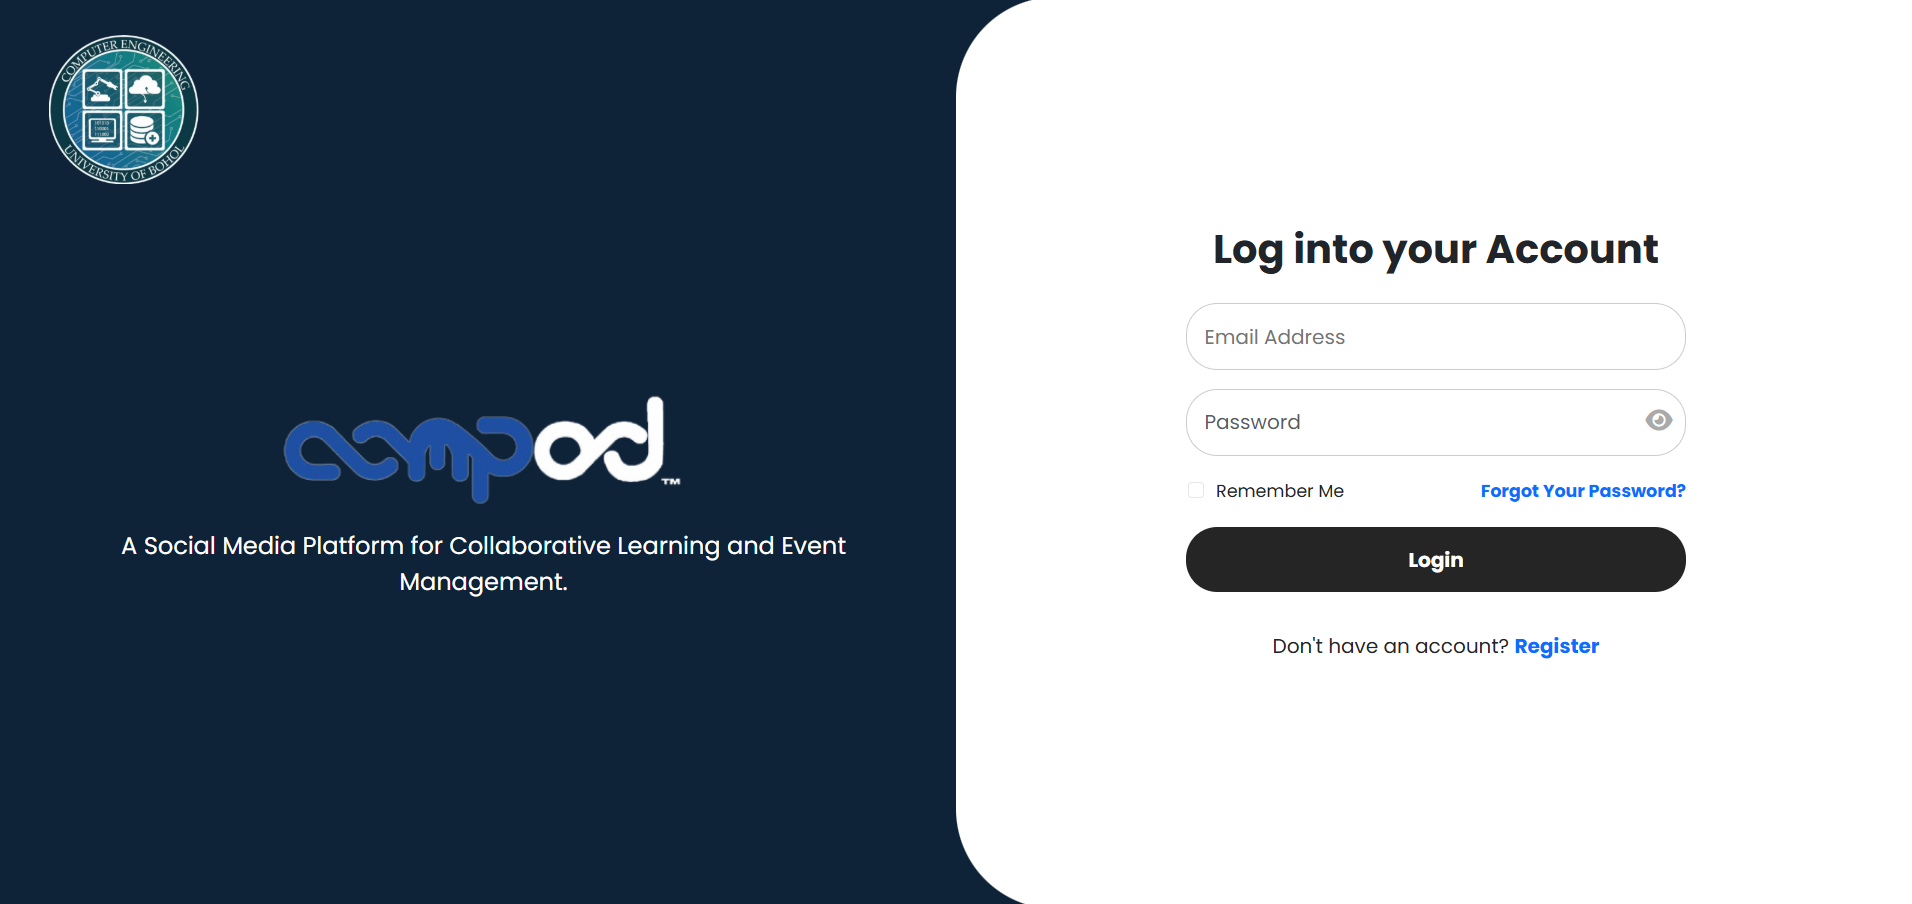 COMPUTER ENGINEERING
UNIVERSITY OF BOHOL
compod™
A Social Media Platform for Collaborative Learning and Event
Management.
Log into your Account
Email Address
Password
Remember Me
Forgot Your Password?
Login
Don't have an account? Register